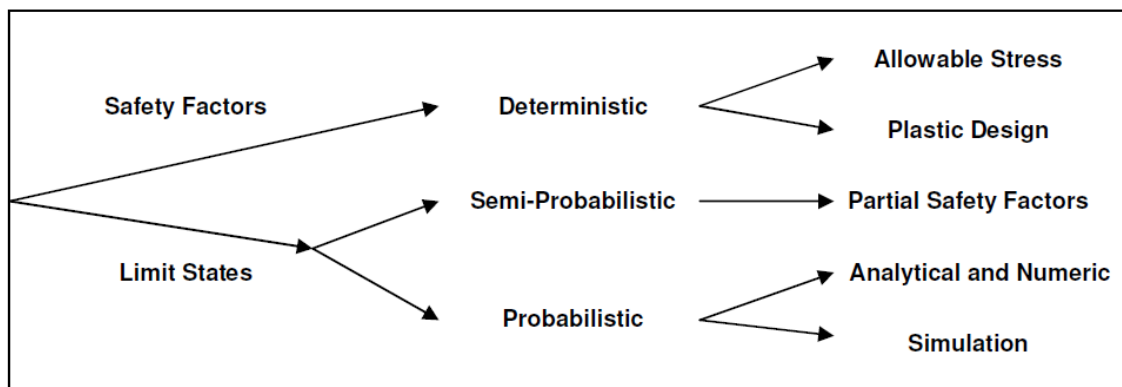 Safety Factors
Limit States
Deterministic
Semi-Probabilistic
Probabilistic
Allowable Stress
Plastic Design
Partial Safety Factors
Analytical and Numeric
Simulation